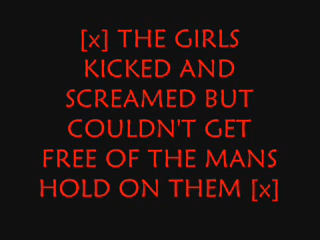 [x] THE GIRLS
KICKED AND
SCREAMED BUT
COULDN'T GET
FREE OF THE MANS
HOLD ON THEM [x]